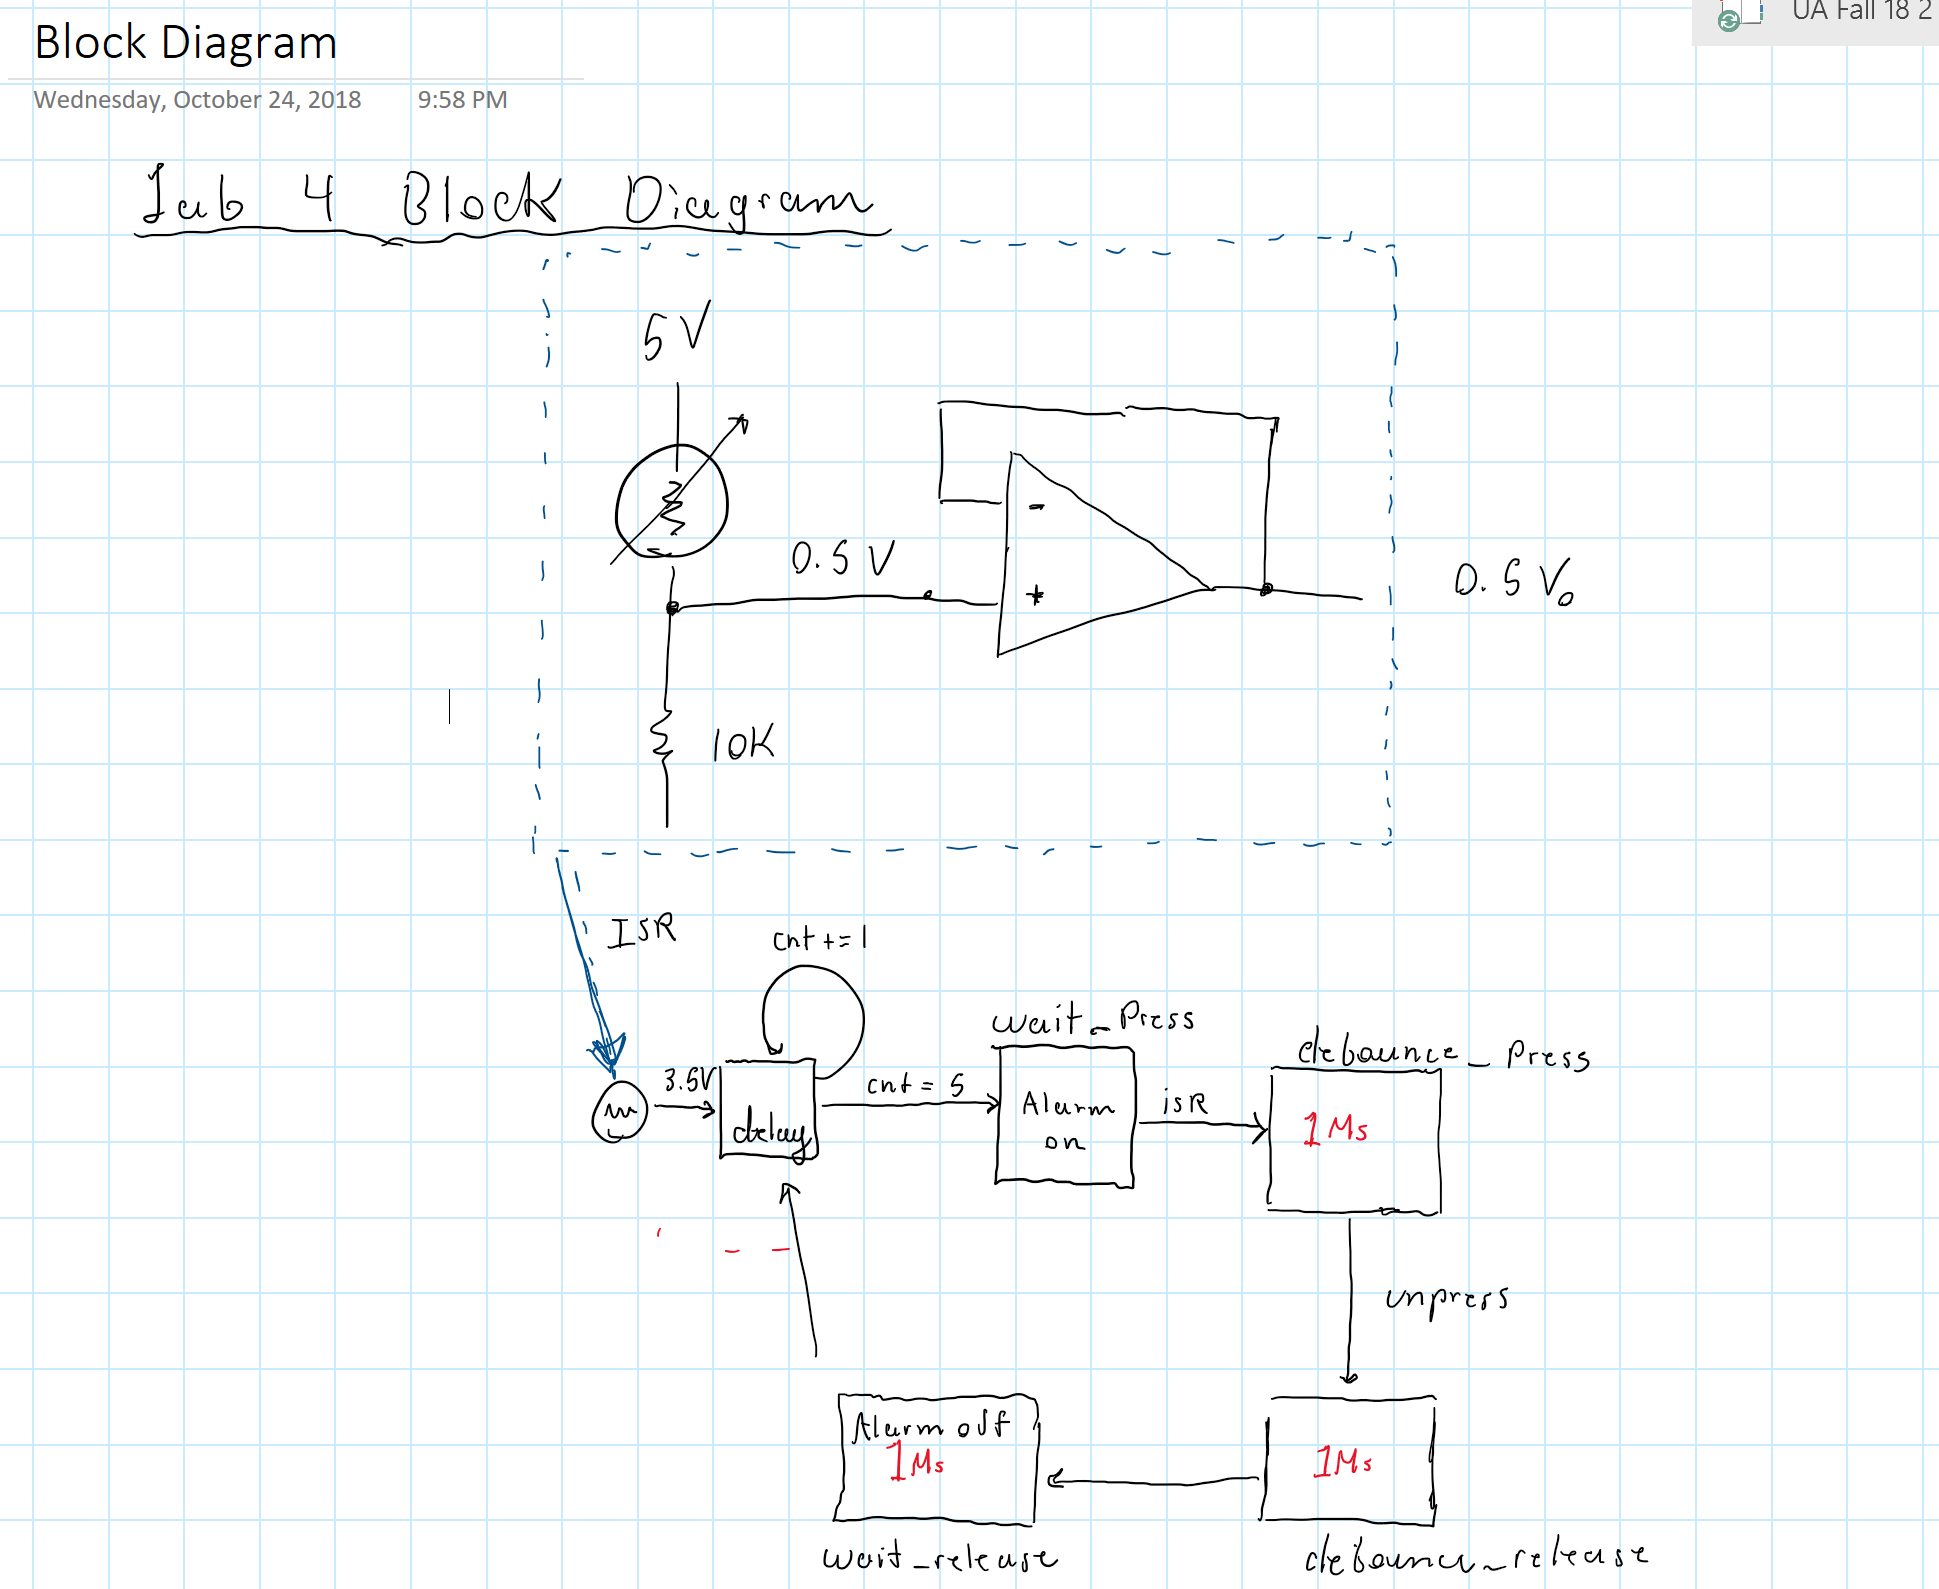 UA Fall 18 2
Block Diagram
Wednesday, October 24, 2018 9:58 PM
Lab 4 Block Diagram
5V
-
0.5 V
+
0.5 Vo
10K
ISR
cnt += 1
wait_Press
debounce_Press
3.5V
cnt = 5
delay
Alarm
on
isR
1Ms
unpress
Alarm off
1Ms
1Ms
wait_release
debounce_release